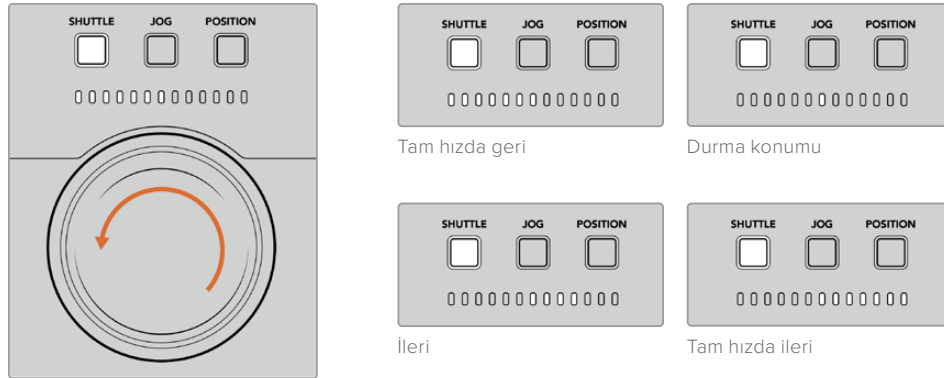 SHUTTLE JOG POSITION
SHUTTLE JOG POSITION
Tam hızda geri
SHUTTLE JOG POSITION
Durma konumu
SHUTTLE JOG POSITION
İleri
SHUTTLE JOG POSITION
Tam hızda ileri